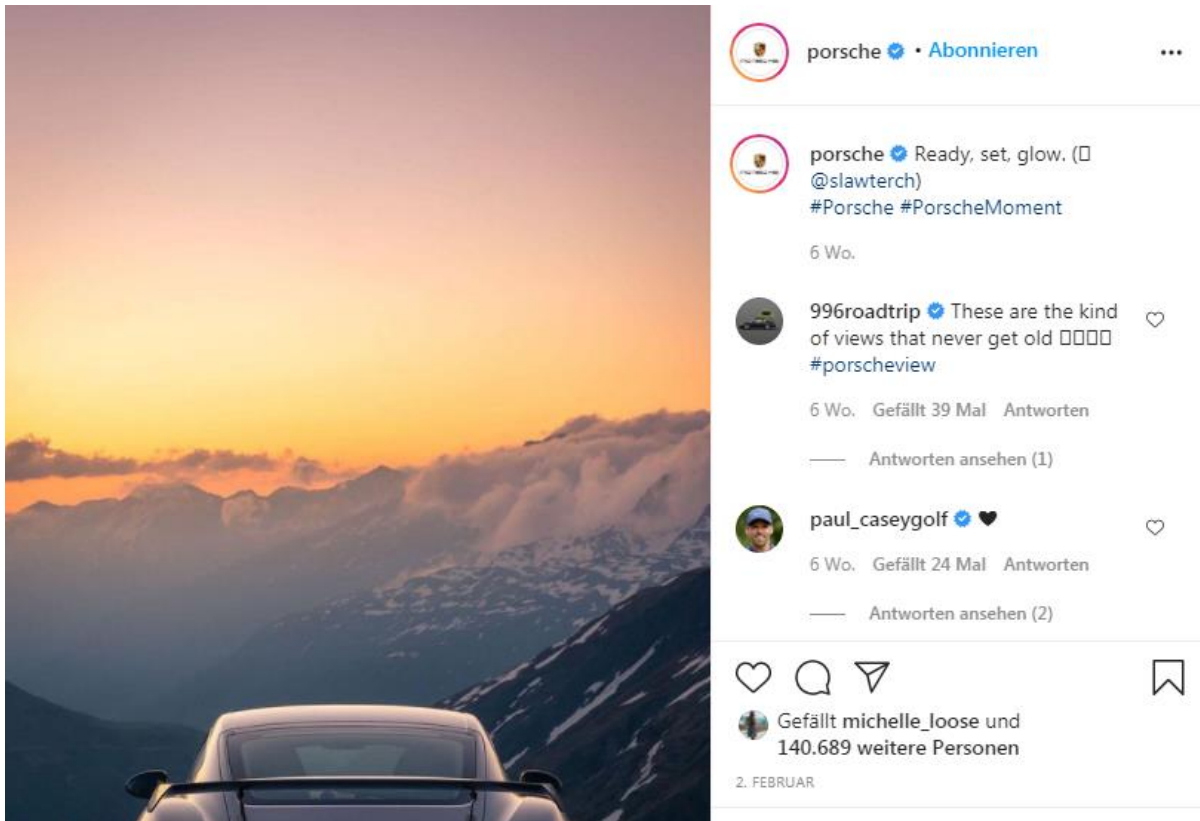 porsche • Abonnieren
porsche Ready, set, glow. (▯
@slawterch)
#Porsche #PorscheMoment
6 Wo.
996roadtrip These are the kind
of views that never get old ▯▯▯▯
#porscheview
6 Wo. Gefällt 39 Mal Antworten
Antworten ansehen (1)
paul_caseygolf 🖤
6 Wo. Gefällt 24 Mal Antworten
Antworten ansehen (2)
Gefällt michelle_loose und
140.689 weitere Personen
2. FEBRUAR